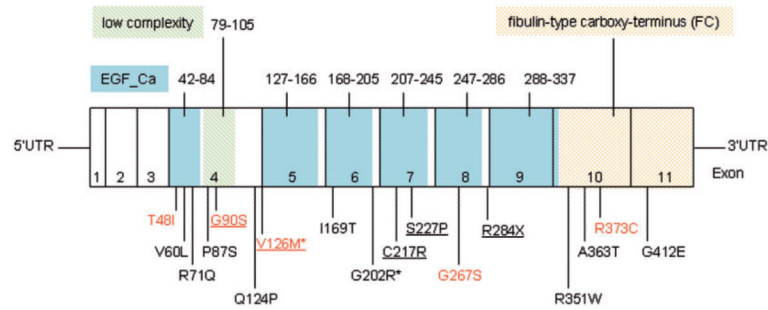 low complexity 79-105 fibulin-type carboxy-terminus (FC)
EGF_Ca 42-84 127-166 168-205 207-245 247-286 288-337
5'UTR 3'UTR
1 2 3 4 5 6 7 8 9 10 11 Exon
T48I G90S I169T S227P R284X R373C
V60L P87S V126M* C217R A363T G412E
R71Q G202R* G267S
Q124P R351W